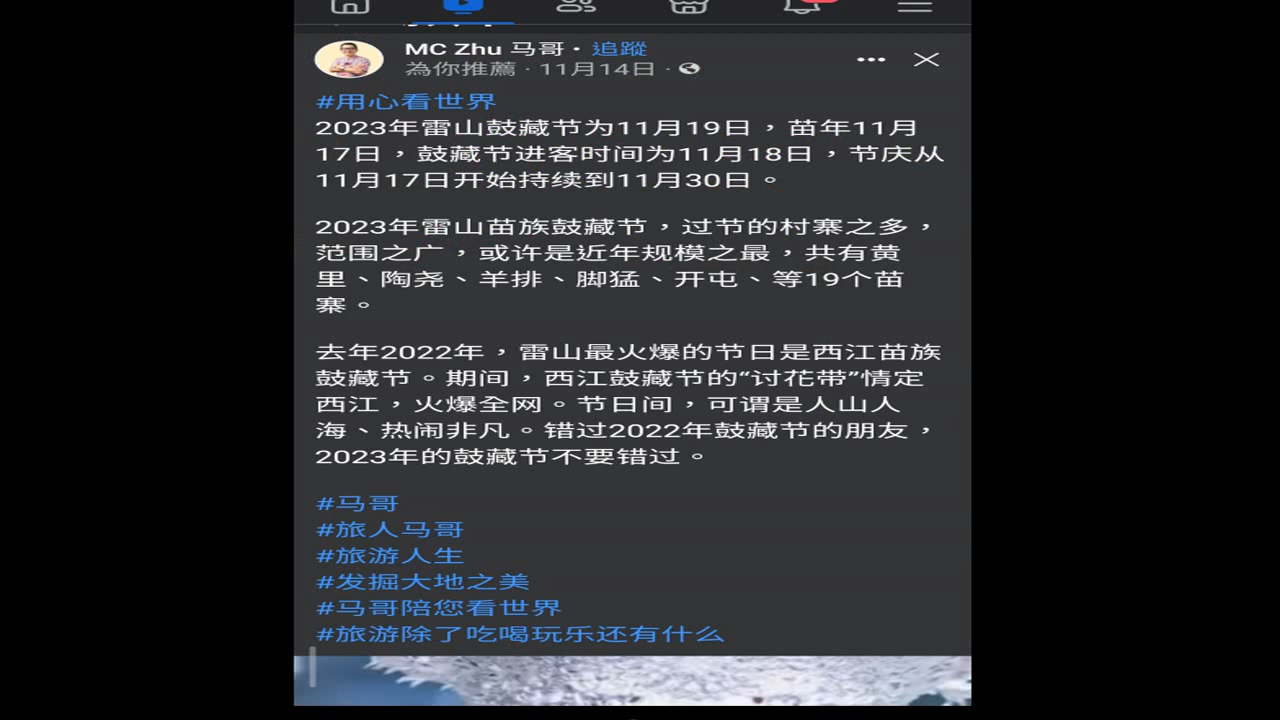 MC Zhu 马哥 · 追蹤
為你推薦 · 11月14日 ·
#用心看世界
2023年雷山鼓藏节为11月19日，苗年11月
17日，鼓藏节进客时间为11月18日，节庆从
11月17日开始持续到11月30日。
2023年雷山苗族鼓藏节，过节的村寨之多，
范围之广，或许是近年规模之最，共有黄
里、陶尧、羊排、脚猛、开屯、等19个苗
寨。
去年2022年，雷山最火爆的节日是西江苗族
鼓藏节。期间，西江鼓藏节的“讨花带”情定
西江，火爆全网。节日间，可谓是人山人
海、热闹非凡。错过2022年鼓藏节的朋友，
2023年的鼓藏节不要错过。
#马哥
#旅人马哥
#旅游人生
#发掘大地之美
#马哥陪您看世界
#旅游除了吃喝玩乐还有什么